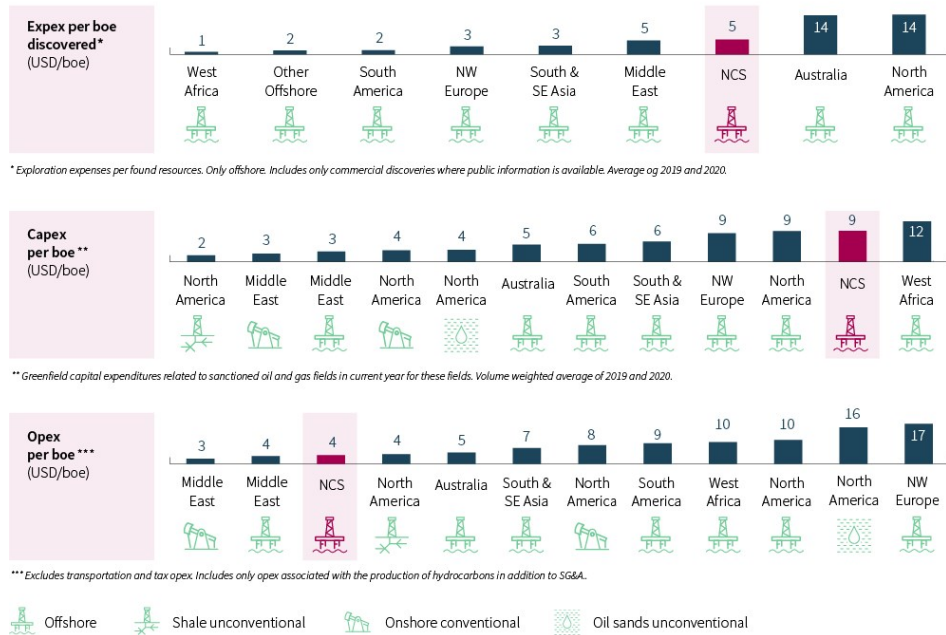 Expex per boe
discovered*
(USD/boe)
1
2
2
3
3
5
5
14
14
West
Africa
Other
Offshore
South
America
NW
Europe
South &
SE Asia
Middle
East
NCS
Australia
North
America
* Exploration expenses per found resources. Only offshore. Includes only commercial discoveries where public information is available. Average og 2019 and 2020.
Capex
per boe **
(USD/boe)
2
3
3
4
4
5
6
6
9
9
9
12
North
America
Middle
East
Middle
East
North
America
North
America
Australia
South
America
South &
SE Asia
NW
Europe
North
America
NCS
West
Africa
** Greenfield capital expenditures related to sanctioned oil and gas fields in current year for these fields. Volume weighted average of 2019 and 2020.
Opex
per boe ***
(USD/boe)
3
4
4
4
5
7
8
9
10
10
16
17
Middle
East
Middle
East
NCS
North
America
Australia
South &
SE Asia
North
America
South
America
West
Africa
North
America
North
America
NW
Europe
*** Excludes transportation and tax opex. Includes only opex associated with the production of hydrocarbons in addition to SG&A..
Offshore
Shale unconventional
Onshore conventional
Oil sands unconventional